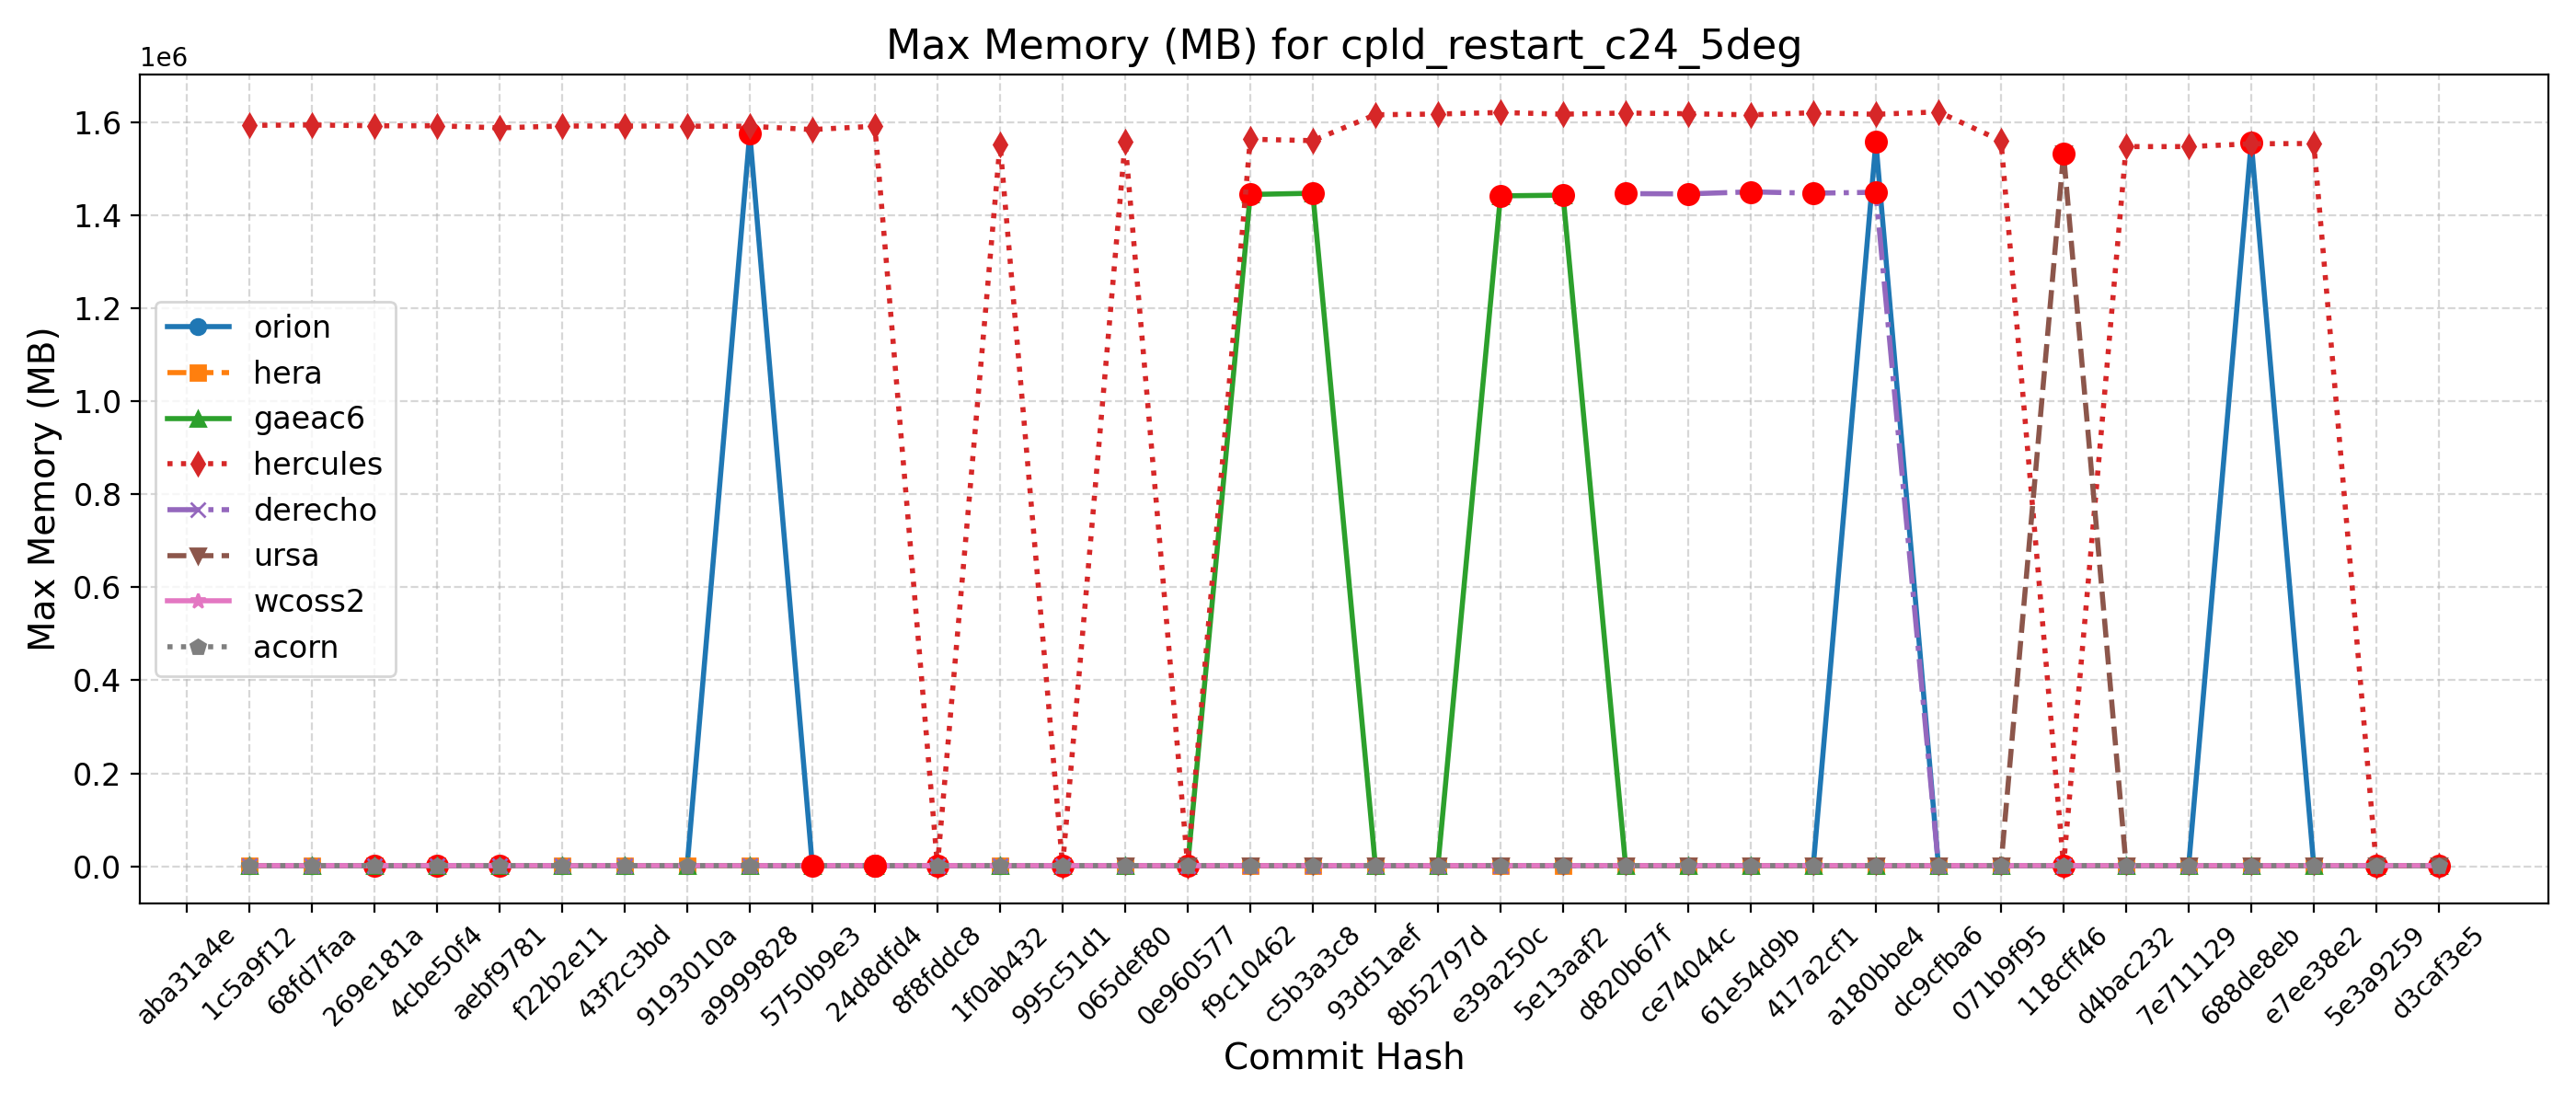 Max Memory (MB) for cpld_restart_c24_5deg
1e6
1.6
1.4
1.2
1.0
0.8
0.6
0.4
0.2
0.0
Max Memory (MB)
orion
hera
gaeac6
hercules
derecho
ursa
wcoss2
acorn
aba31a4e
1c5a9f12
68fd7faa
269e181a
4cbe50f4
aebf9781
f22b2e11
43f2c3bd
9193010a
a9999828
5750b9e3
24d8dfd4
8f8fddc8
1f0ab432
995c51d1
065def80
0e960577
f9c10462
c5b3a3c8
93d51aef
8b52797d
e39a250c
5e13aaf2
d820b67f
ce74044c
61e54d9b
417a2cf1
a180bbe4
dc9cfba6
071b9f95
118cff46
d4bac232
7e711129
688de8eb
e7ee38e2
5e3a9259
d3caf3e5
Commit Hash